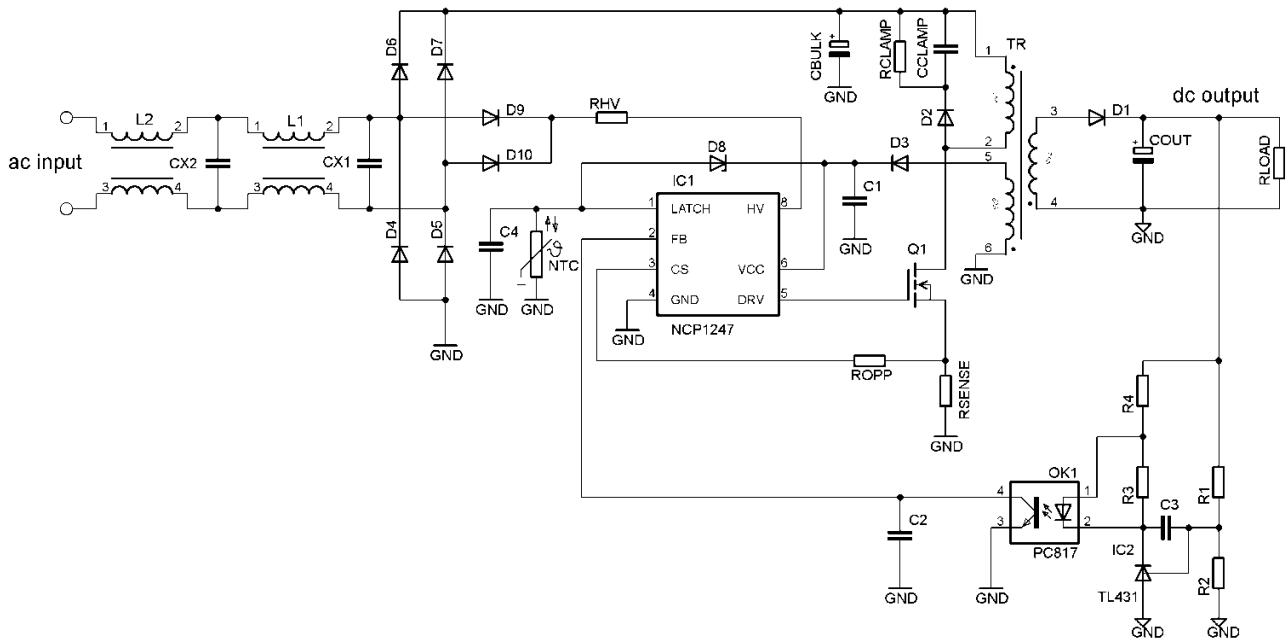 D6
D7
CBULK
+
RCLAMP
CCLAMP
TR
1
L2
L1
D9
RHV
D2
3
D1
dc output
1
2
1
2
GND
2
+
COUT
RLOAD
ac input
CX2
CX1
D10
D8
D3
5
3
4
3
4
IC1
C1
4
D4
D5
C4
NTC
1
LATCH
HV
8
GND
GND
2
FB
6
Q1
3
CS
VCC
6
GND
GND
GND
4
GND
DRV
5
GND
NCP1247
GND
ROPP
RSENSE
R4
GND
OK1
R3
R1
4
1
C2
3
2
C3
PC817
IC2
R2
GND
GND
TL431
GND
GND